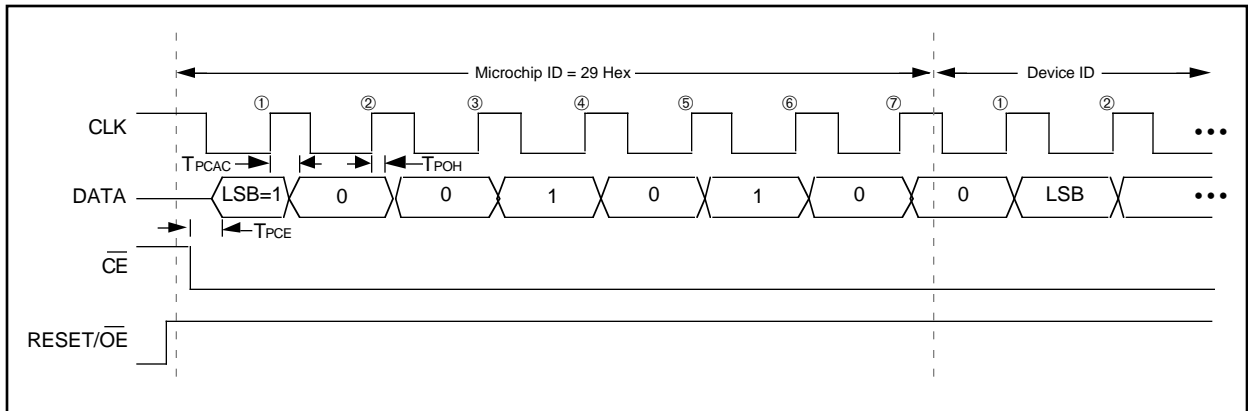 Microchip ID = 29 Hex Device ID
① ② ③ ④ ⑤ ⑥ ⑦ ① ②
CLK
•••
TPCAC TPOH
DATA LSB=1 0 0 1 0 1 0 0 LSB •••
TPCE
CE
RESET/OE